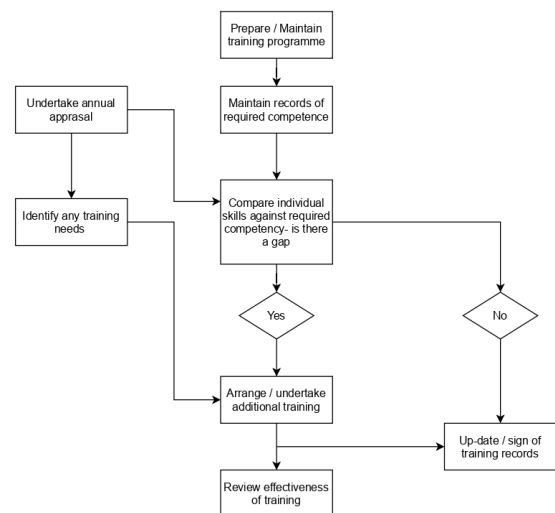 Prepare / Maintain
training programme
Undertake annual
apprasal
Maintain records of
required competence
Identify any training
needs
Compare individual
skills against required
competency- is there
a gap
Yes
No
Arrange / undertake
additional training
Up-date / sign of
training records
Review effectiveness
of training